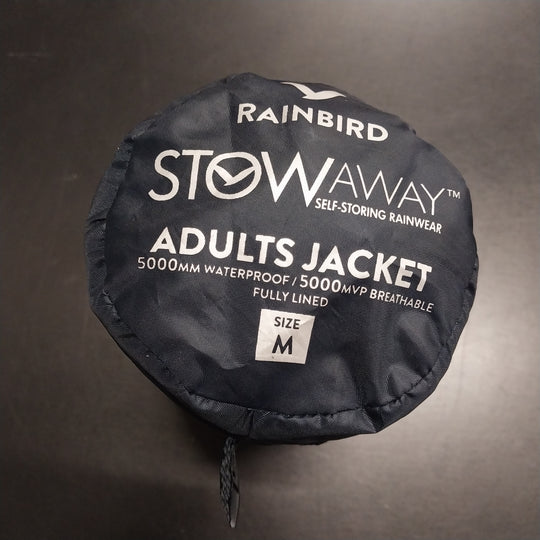 RAINBIRD
STOWAWAY™
SELF-STORING RAINWEAR
ADULTS JACKET
5000MM WATERPROOF / 5000MVP BREATHABLE
FULLY LINED
SIZE
M